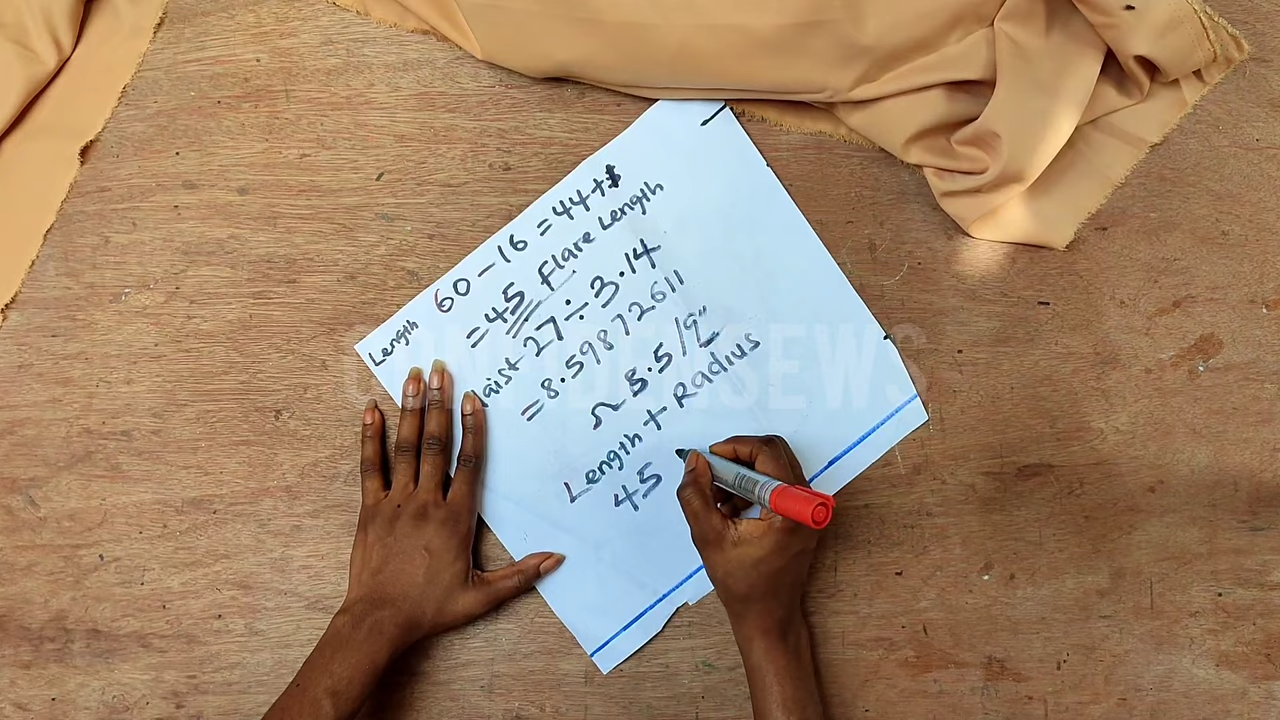 Length 60 - 16 = 44 + 1
= 45 Flare Length
aist - 27 ÷ 3.14
= 8.59872611
~ 8.5/9"
Length + Radius
45